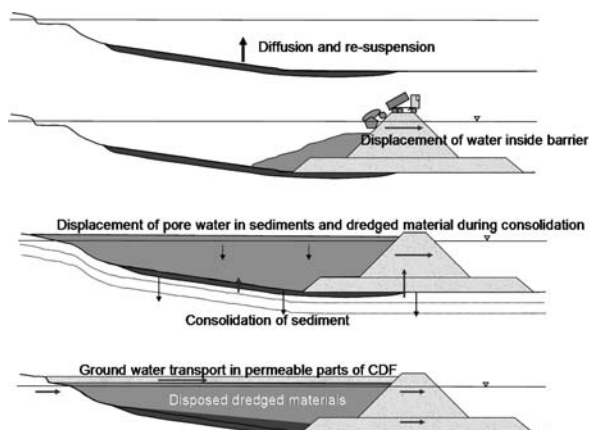 Diffusion and re-suspension
Displacement of water inside barrier
Displacement of pore water in sediments and dredged material during consolidation
Consolidation of sediment
Ground water transport in permeable parts of CDF
Disposed dredged materials